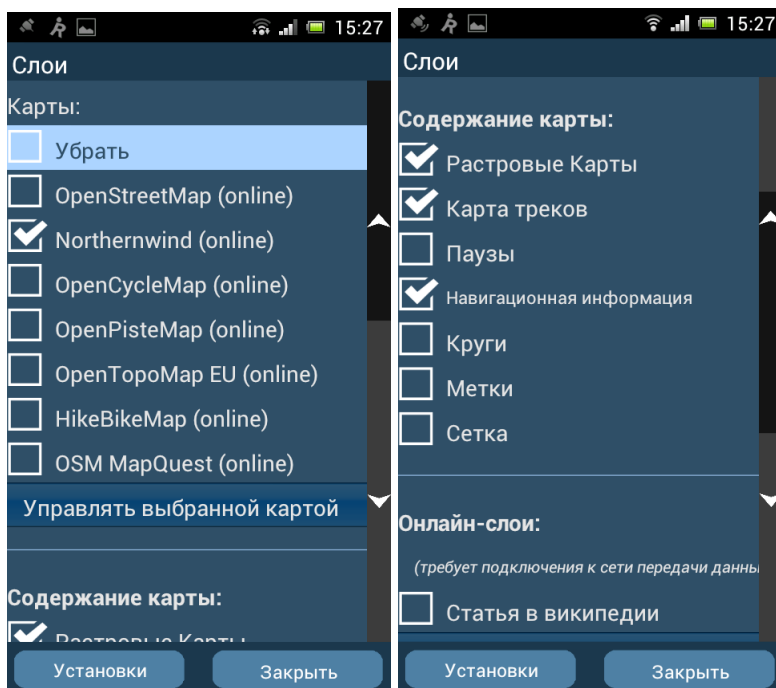 15:27
Слои
Карты:
Убрать
OpenStreetMap (online)
Northernwind (online)
OpenCycleMap (online)
OpenPisteMap (online)
OpenTopoMap EU (online)
HikeBikeMap (online)
OSM MapQuest (online)
Управлять выбранной картой
Содержание карты:
Растровые Карты
Установки Закрыть
15:27
Слои
Содержание карты:
Растровые Карты
Карта треков
Паузы
Навигационная информация
Круги
Метки
Сетка
Онлайн-слои:
(требует подключения к сети передачи данны
Статья в википедии
Установки Закрыть